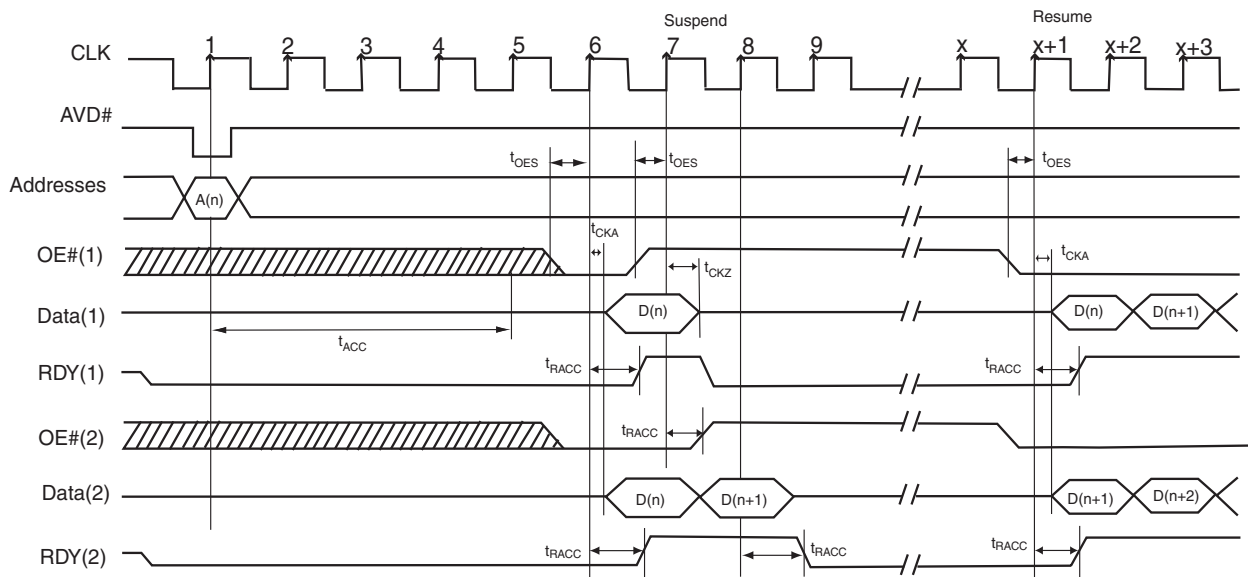 Suspend Resume
CLK 1 2 3 4 5 6 7 8 9 x x+1 x+2 x+3
AVD#
tOES tOES tOES
Addresses A(n)
tCKA
OE#(1) tCKZ tCKA
Data(1) D(n) D(n) D(n+1)
tACC
RDY(1) tRACC tRACC
OE#(2) tRACC
Data(2) D(n) D(n+1) D(n+1) D(n+2)
RDY(2) tRACC tRACC tRACC